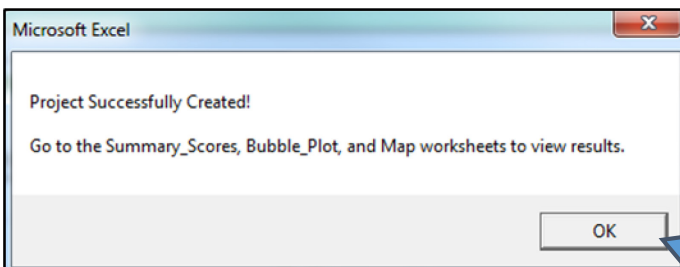 Microsoft Excel
Project Successfully Created!
Go to the Summary_Scores, Bubble_Plot, and Map worksheets to view results.
OK